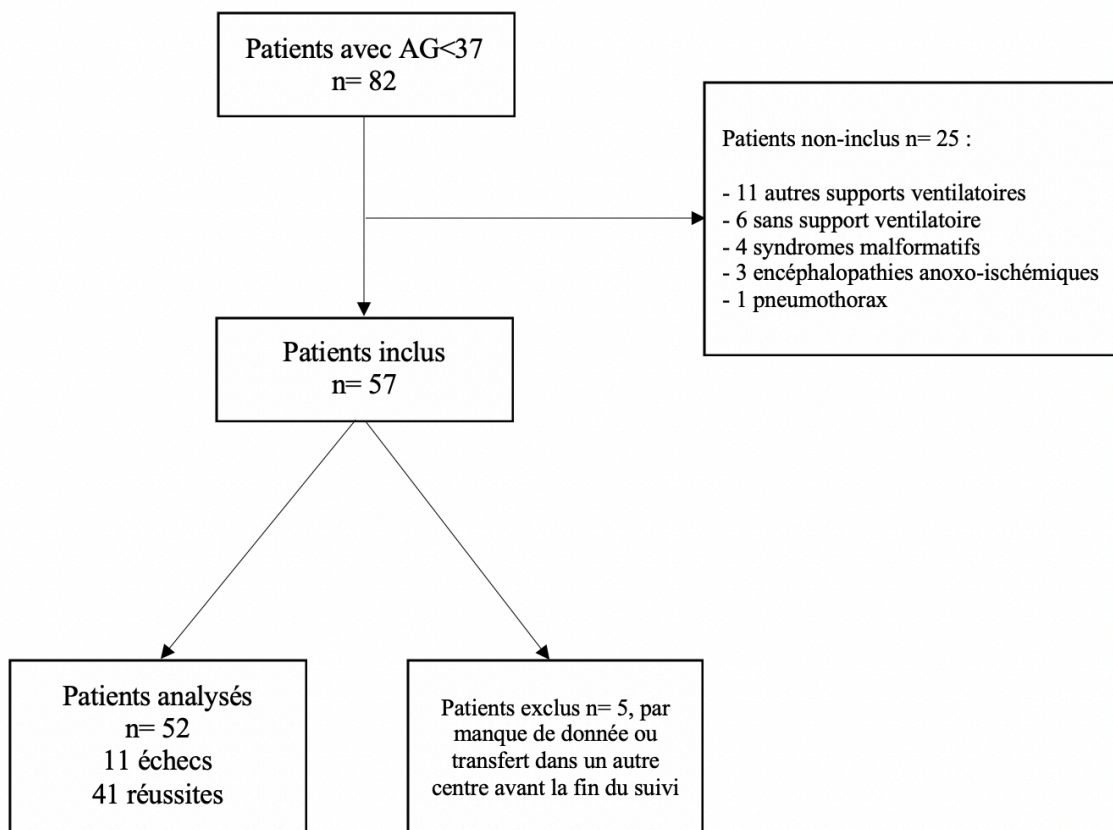 Patients avec AG<37
n= 82
Patients non-inclus n= 25 :
- 11 autres supports ventilatoires
- 6 sans support ventilatoire
- 4 syndromes malformatifs
- 3 encéphalopathies anoxo-ischémiques
- 1 pneumothorax
Patients inclus
n= 57
Patients analysés
n= 52
11 échecs
41 réussites
Patients exclus n= 5, par
manque de donnée ou
transfert dans un autre
centre avant la fin du suivi